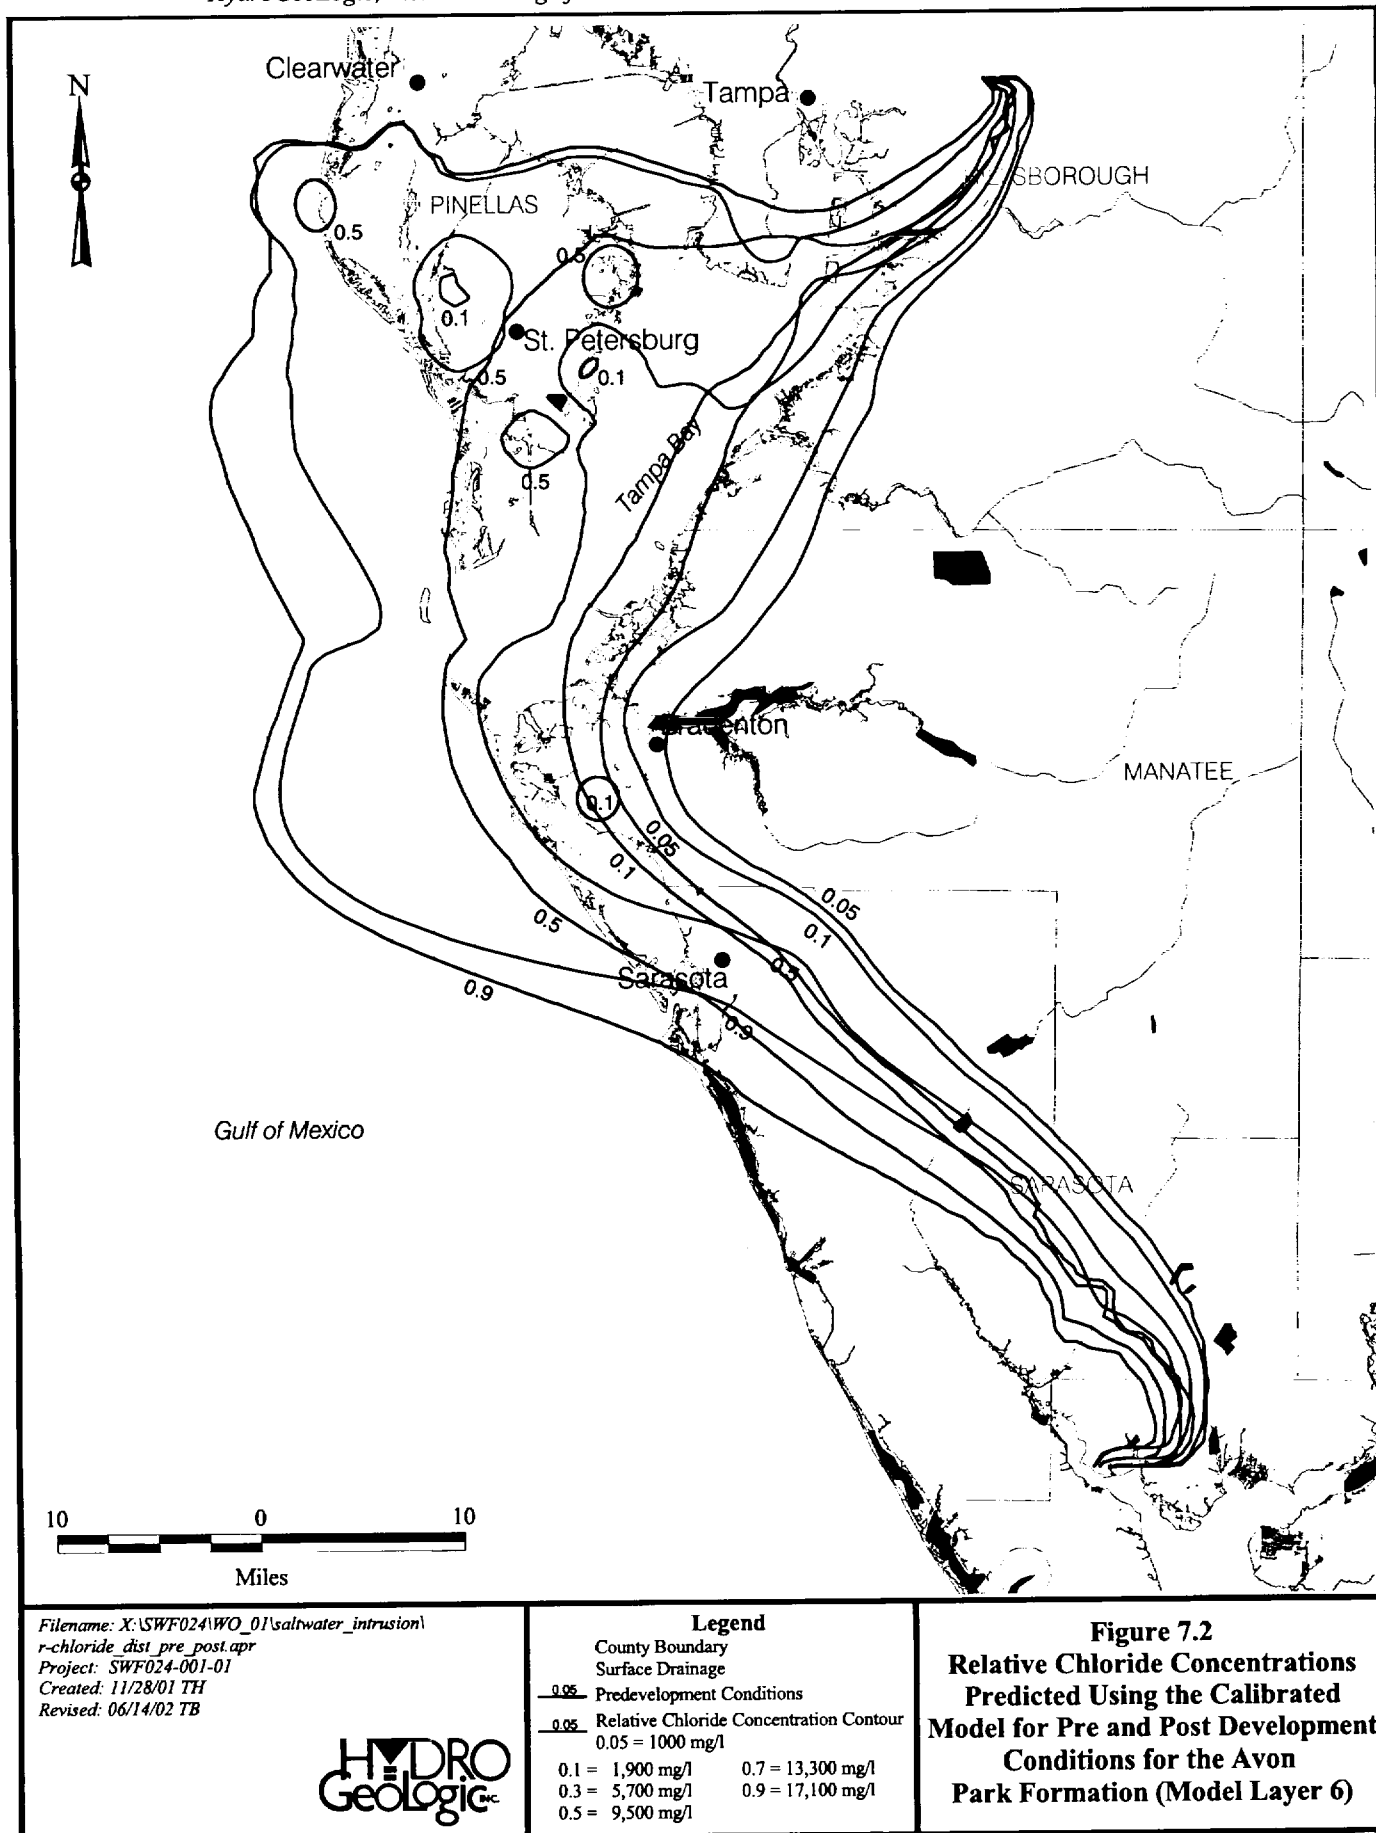 Clearwater
N
Tampa
SBOROUGH
PINELLAS
0.5
0.5
0.1
St. Petersburg
0.5
0.1
Tampa Bay
0.5
Bradenton
MANATEE
0.1
0.05
0.1
0.05
0.1
0.5
0.5
Sarasota
0.9
0.9
Gulf of Mexico
SARASOTA
10 0 10
Miles
Filename: X:\SWF024\WO_01\saltwater_intrusion\
r-chloride_dist_pre_post.apr
Project: SWF024-001-01
Created: 11/28/01 TH
Revised: 06/14/02 TB
HYDRO
GeoLogic INC.
Legend
County Boundary
Surface Drainage
0.05 Predevelopment Conditions
0.05 Relative Chloride Concentration Contour
0.05 = 1000 mg/l
0.1 = 1,900 mg/l 0.7 = 13,300 mg/l
0.3 = 5,700 mg/l 0.9 = 17,100 mg/l
0.5 = 9,500 mg/l
Figure 7.2
Relative Chloride Concentrations
Predicted Using the Calibrated
Model for Pre and Post Development
Conditions for the Avon
Park Formation (Model Layer 6)